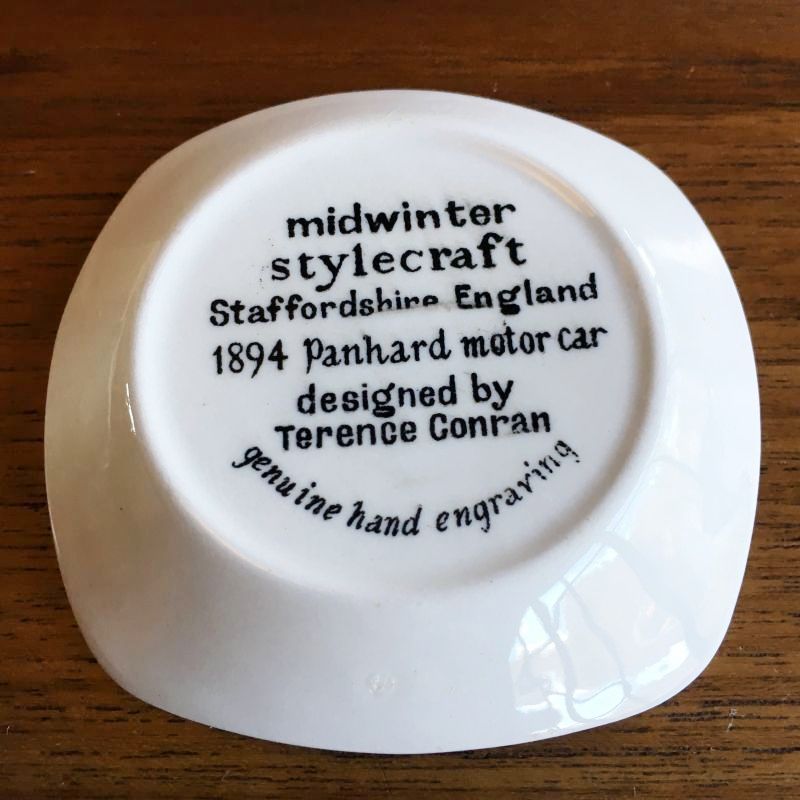 midwinter
stylecraft
Staffordshire England
1894 Panhard motor car
designed by
Terence Conran
genuine hand engraving